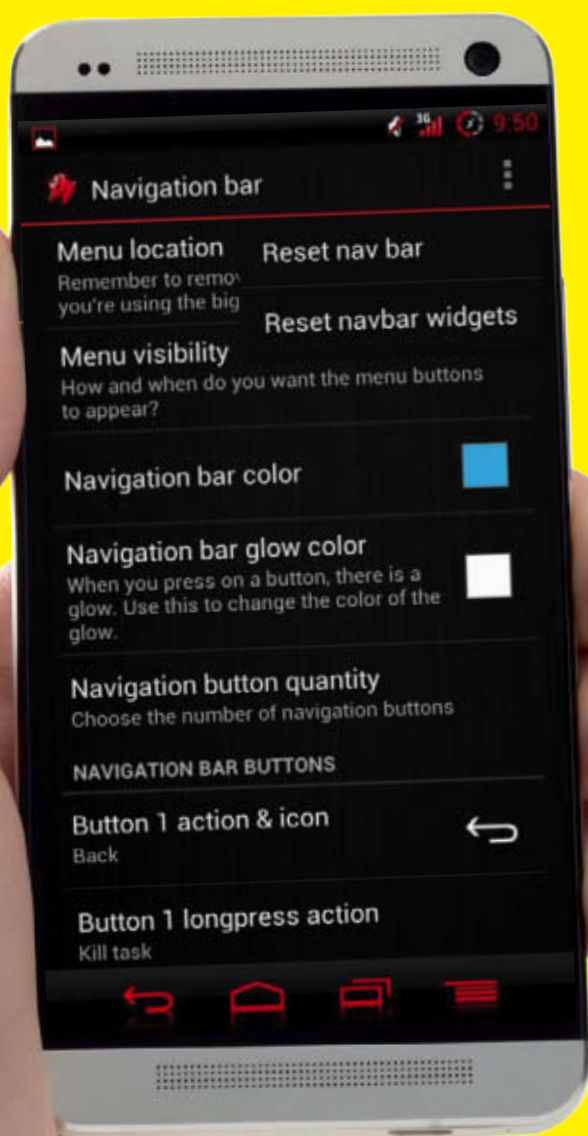 3G
9:50
Navigation bar
Menu location
Reset nav bar
Remember to remov
you're using the big
Reset navbar widgets
Menu visibility
How and when do you want the menu buttons
to appear?
Navigation bar color
Navigation bar glow color
When you press on a button, there is a
glow. Use this to change the color of the
glow.
Navigation button quantity
Choose the number of navigation buttons
NAVIGATION BAR BUTTONS
Button 1 action & icon
Back
Button 1 longpress action
Kill task